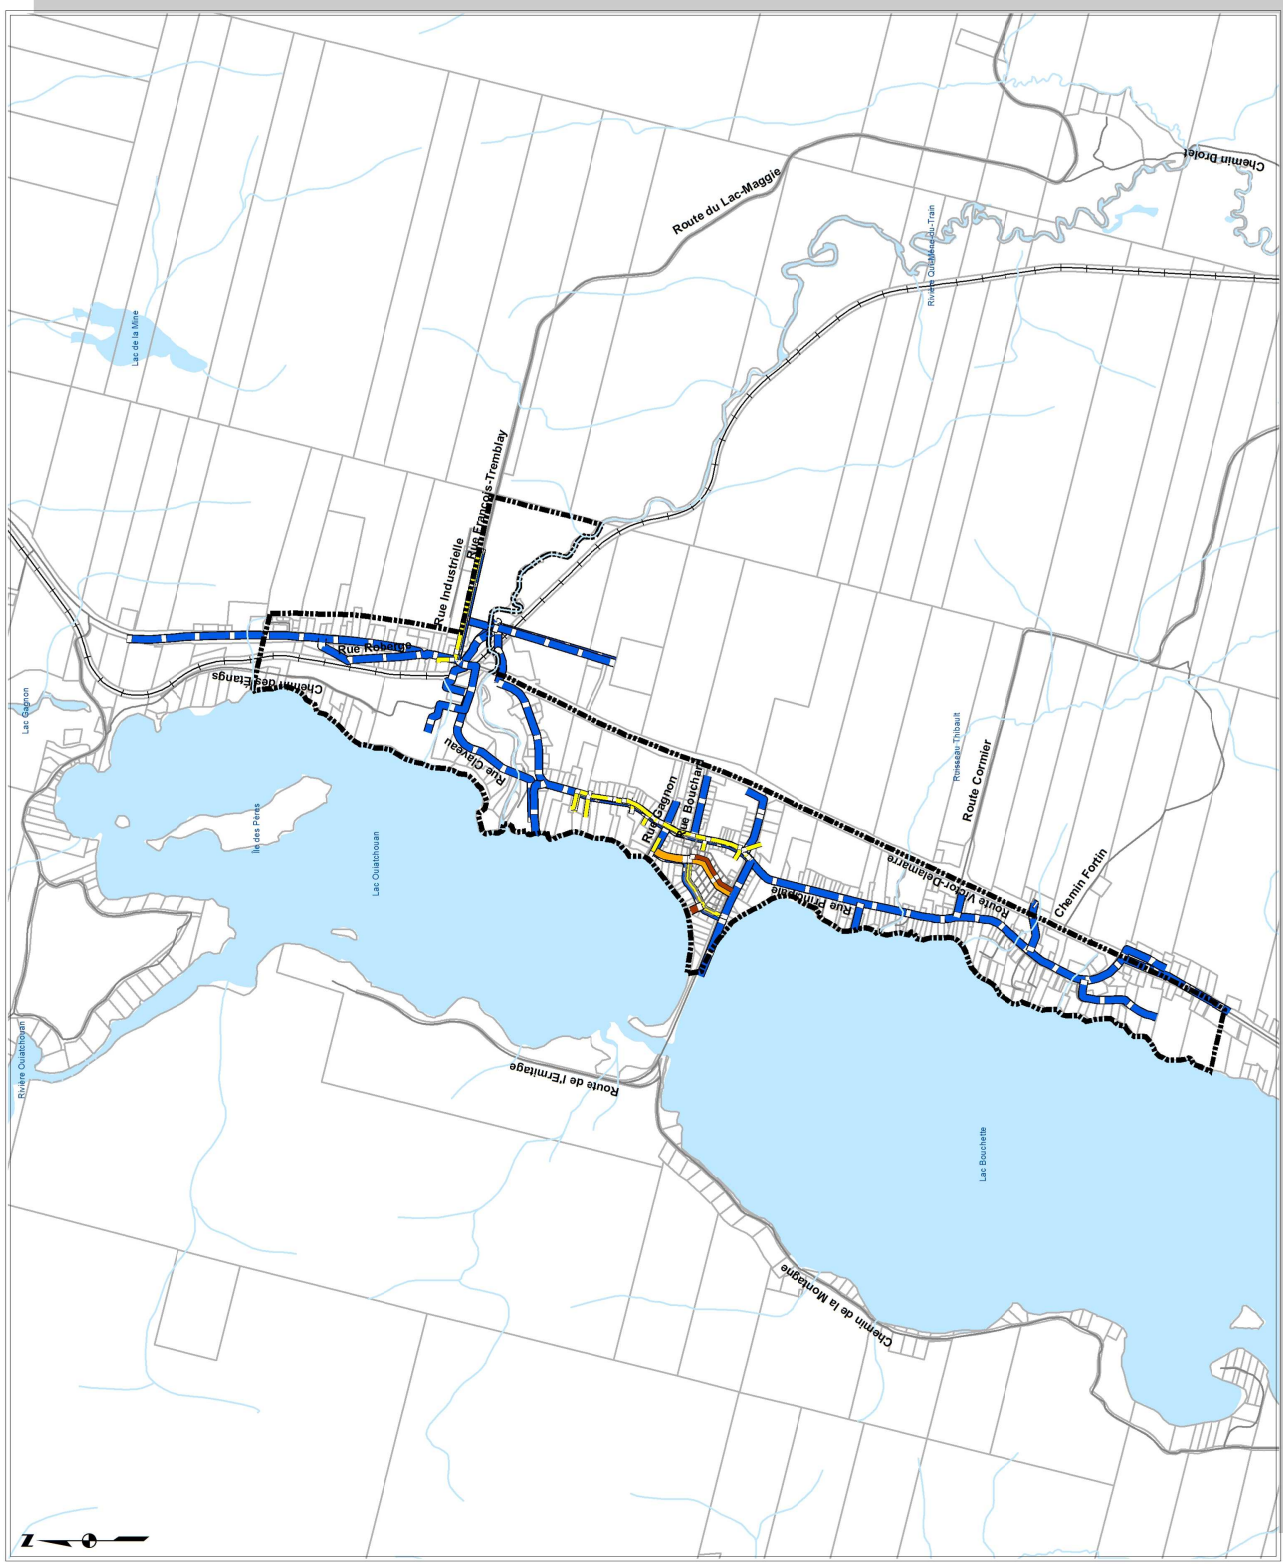 Chemin Drolet
Route du Lac-Maggie
Rivière Qui-Mène-du-Train
Lac de la Mine
Rue François-Tremblay
Rue Industrielle
Rue Roberge
Chemin des Étangs
Lac Gagnon
Rue Claveau
Ruisseau Thibault
Route Cormier
Rue Gagnon
Rue Bouchard
Île des Pères
Lac Ouiatchouan
Route Victor-Delamarre
Rue Principale
Chemin Fortin
Rivière Ouiatchouan
Route de l'Ermitage
Lac Bouchette
Chemin de la Montagne
N